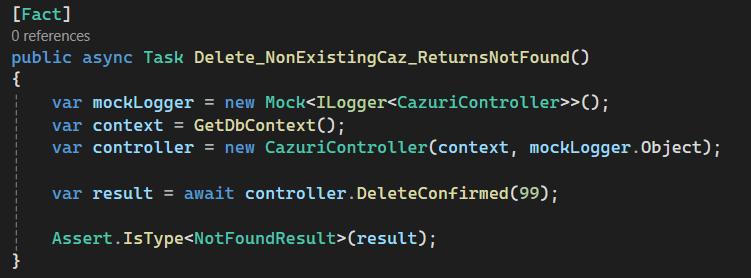 [Fact]
0 references
public async Task Delete_NonExistingCaz_ReturnsNotFound()
{
    var mockLogger = new Mock<ILogger<CazuriController>>();
    var context = GetDbContext();
    var controller = new CazuriController(context, mockLogger.Object);

    var result = await controller.DeleteConfirmed(99);

    Assert.IsType<NotFoundResult>(result);
}